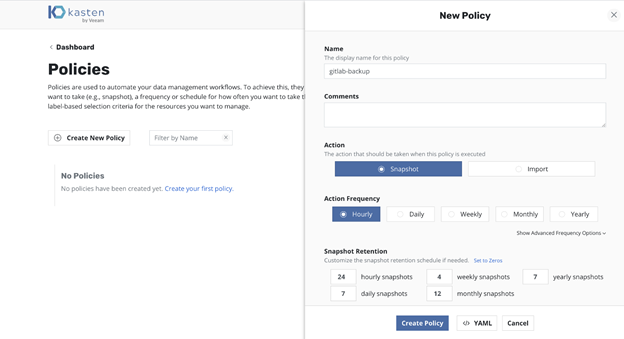 kasten
by Veeam
Dashboard
Policies
Policies are used to automate your data management workflows. To achieve this, they
want to take (e.g., snapshot), a frequency or schedule for how often you want to take t
label-based selection criteria for the resources you want to manage.
Create New Policy
Filter by Name
No Policies
No policies have been created yet. Create your first policy.
New Policy
Name
The display name for this policy
gitlab-backup
Comments
Action
The action that should be taken when this policy is executed
Snapshot Import
Action Frequency
Hourly Daily Weekly Monthly Yearly
Show Advanced Frequency Options
Snapshot Retention
Customize the snapshot retention schedule if needed. Set to Zeros
24 hourly snapshots 4 weekly snapshots 7 yearly snapshots
7 daily snapshots 12 monthly snapshots
Create Policy </> YAML Cancel